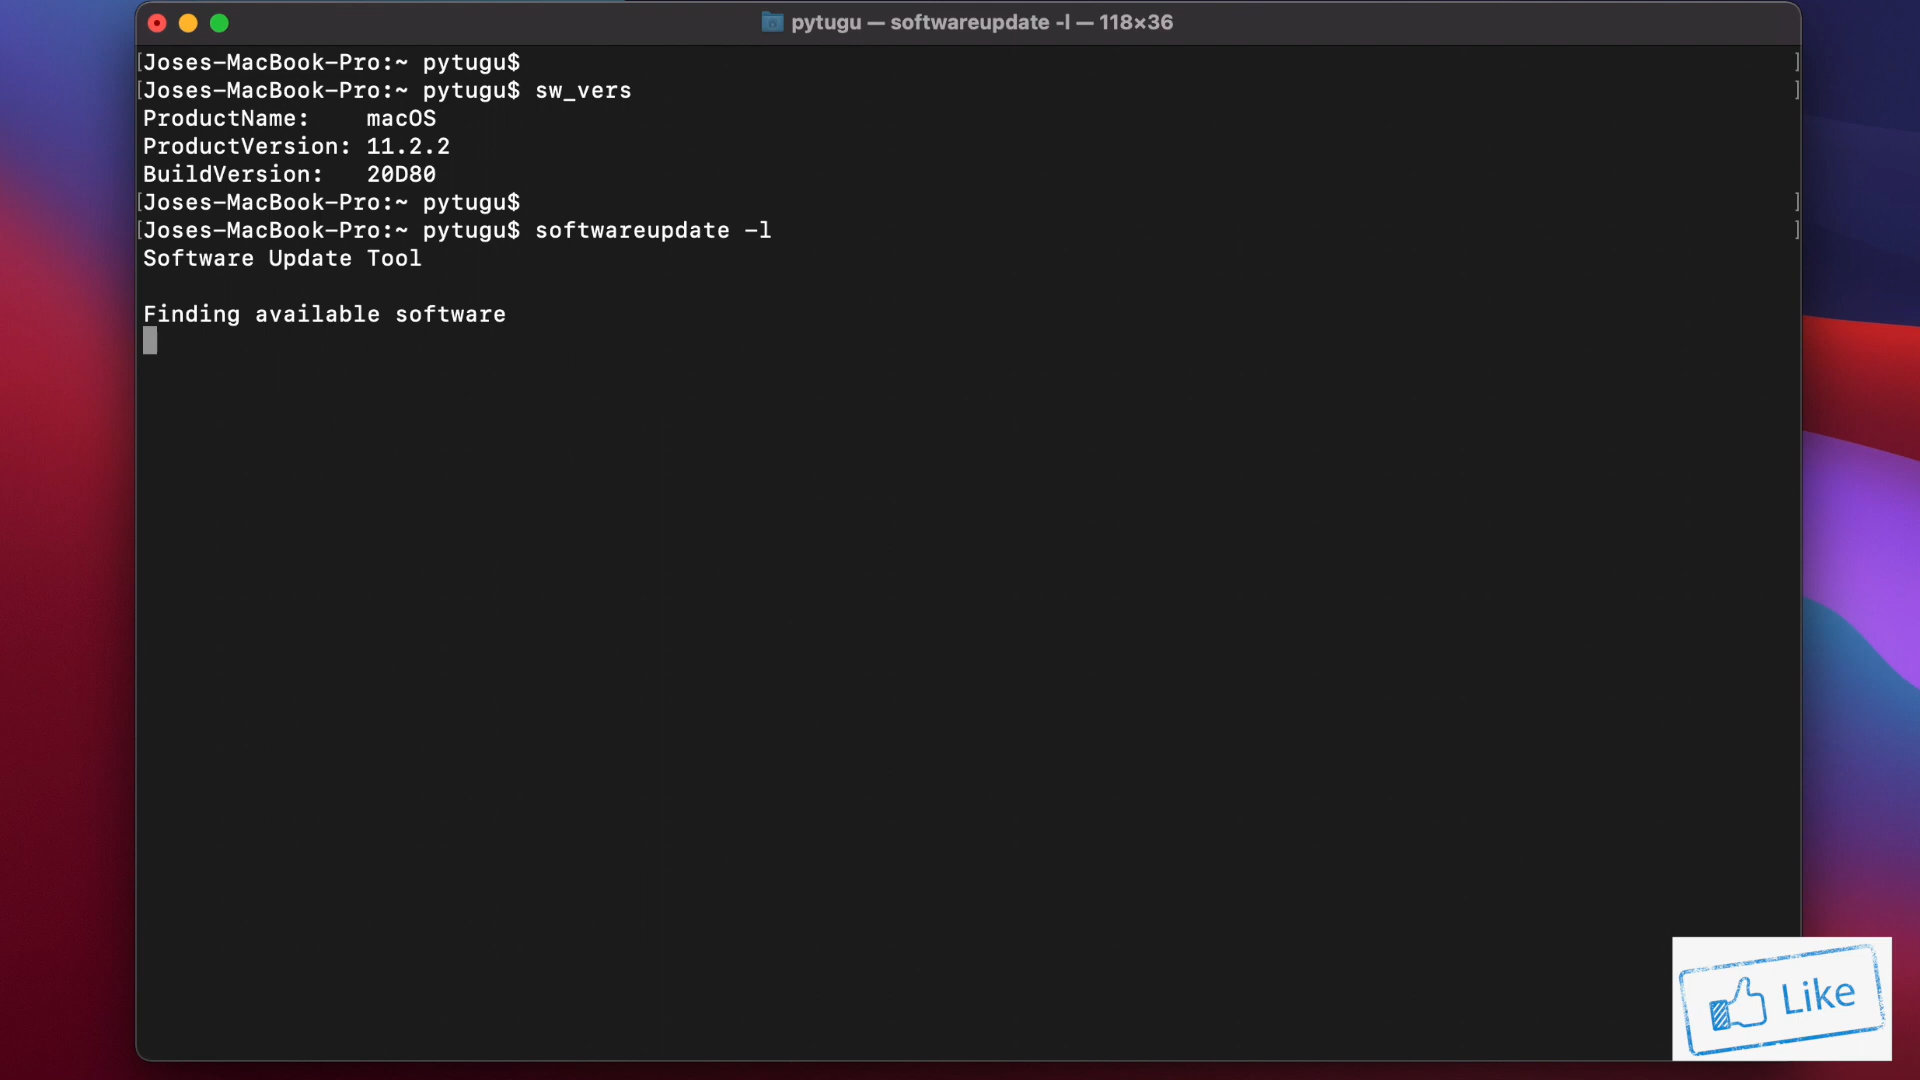 pytugu — softwareupdate -l — 118×36
[Joses-MacBook-Pro:~ pytugu$ ]
[Joses-MacBook-Pro:~ pytugu$ sw_vers ]
ProductName: macOS
ProductVersion: 11.2.2
BuildVersion: 20D80
[Joses-MacBook-Pro:~ pytugu$ ]
[Joses-MacBook-Pro:~ pytugu$ softwareupdate -l ]
Software Update Tool
Finding available software
Like